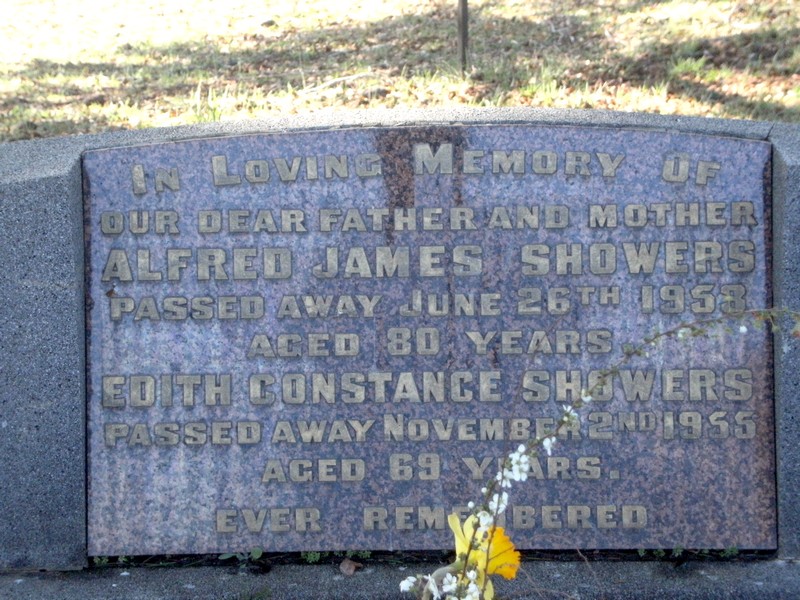 In Loving Memory Of
OUR DEAR FATHER AND MOTHER
ALFRED JAMES SHOWERS
PASSED AWAY JUNE 26TH 1953
AGED 80 YEARS
EDITH CONSTANCE SHOWERS
PASSED AWAY NOVEMBER 2ND 1955
AGED 69 YEARS.
EVER REMEMBERED